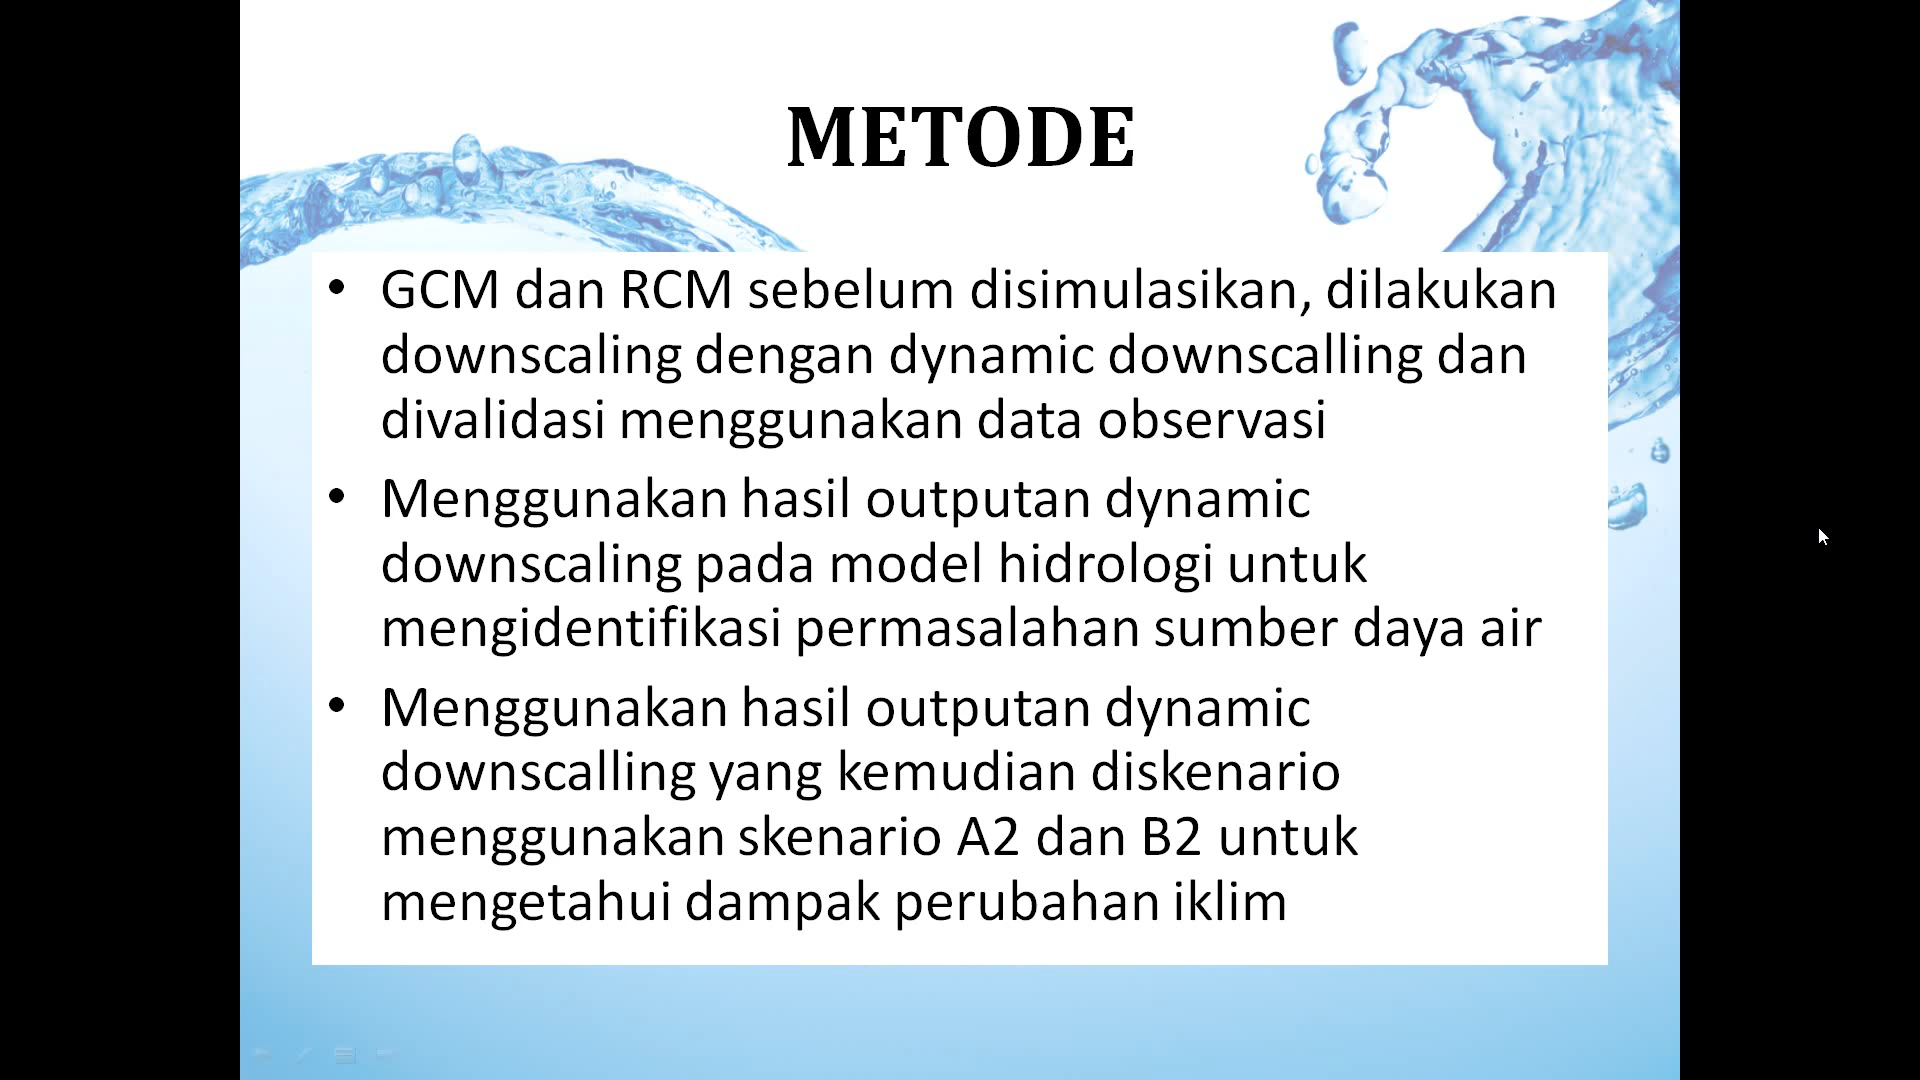 METODE
• GCM dan RCM sebelum disimulasikan, dilakukan
downscaling dengan dynamic downscalling dan
divalidasi menggunakan data observasi
• Menggunakan hasil outputan dynamic
downscaling pada model hidrologi untuk
mengidentifikasi permasalahan sumber daya air
• Menggunakan hasil outputan dynamic
downscalling yang kemudian diskenario
menggunakan skenario A2 dan B2 untuk
mengetahui dampak perubahan iklim